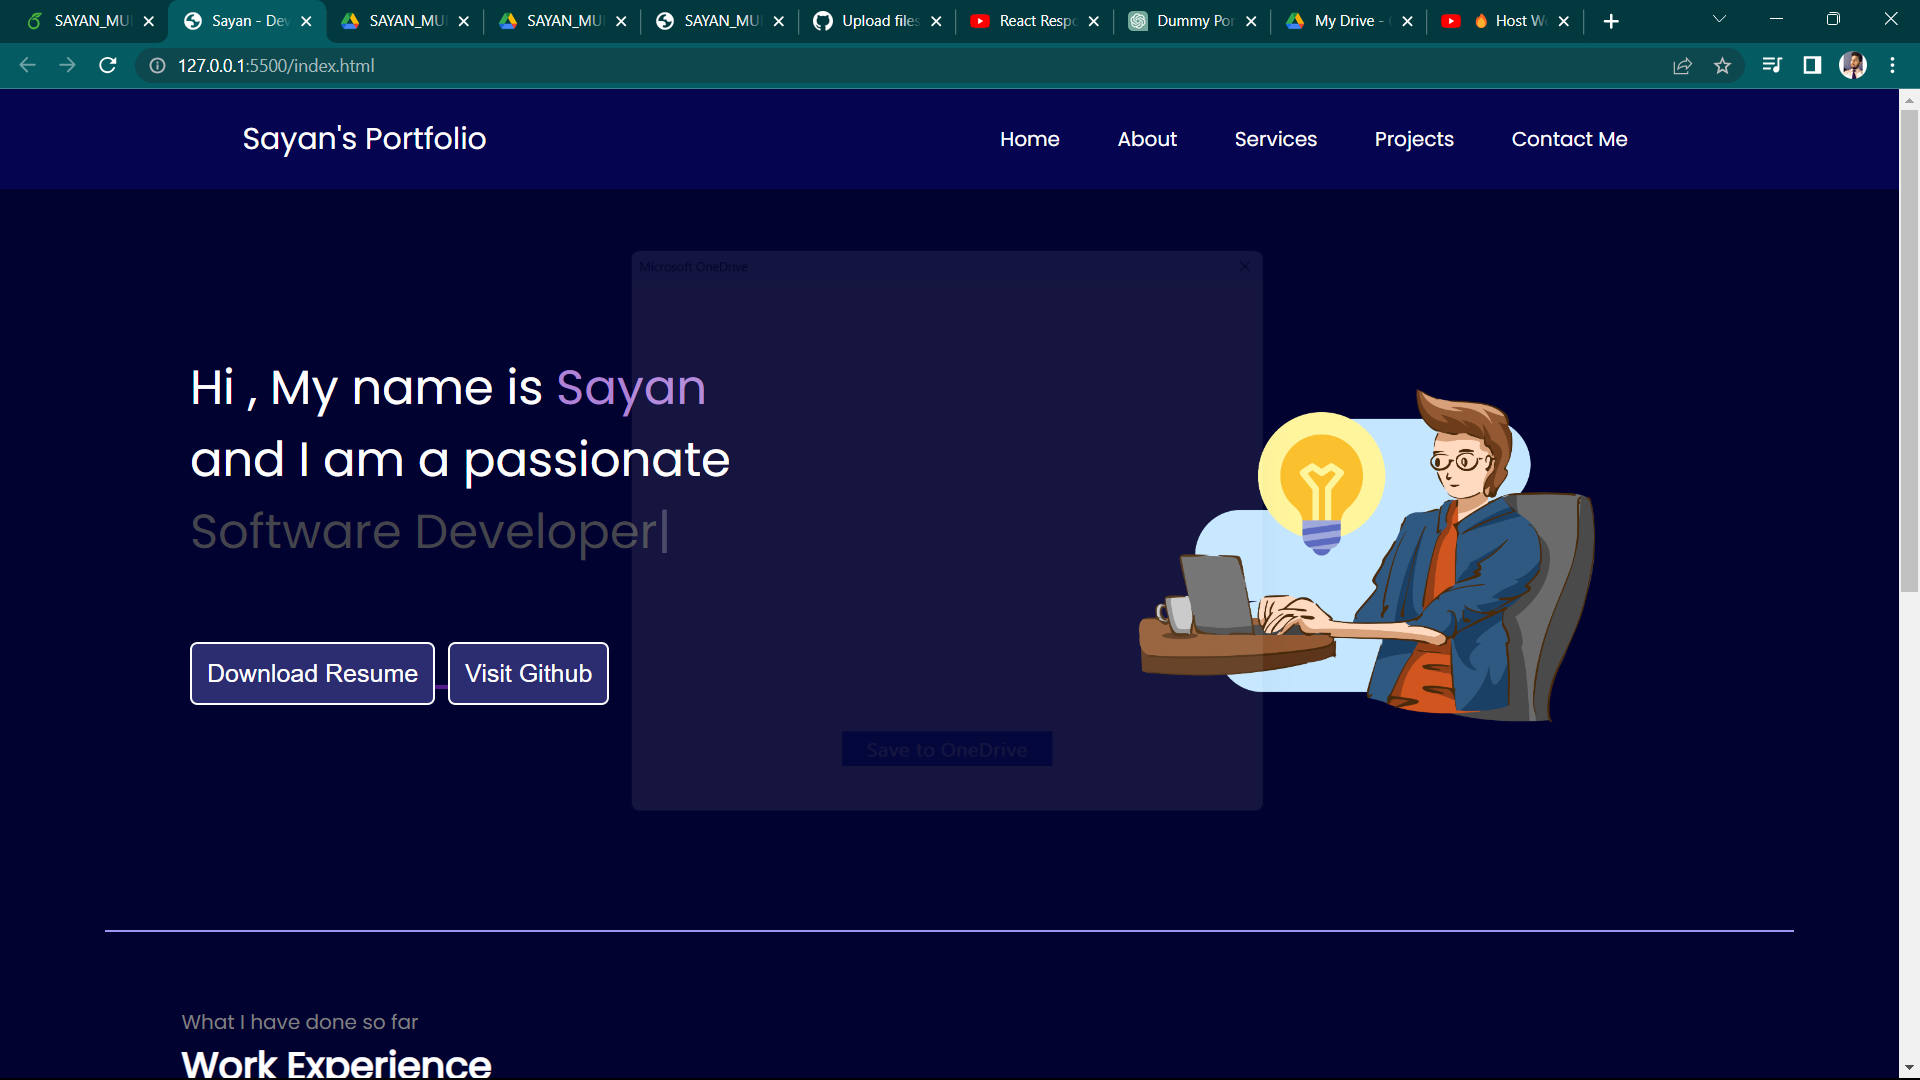 SAYAN_MU
Sayan - Dev
SAYAN_MU
SAYAN_MU
SAYAN_MU
Upload files
React Respo
Dummy Por
My Drive -
🔥 Host We
127.0.0.1:5500/index.html
Sayan's Portfolio
Home
About
Services
Projects
Contact Me
Microsoft OneDrive
Hi , My name is Sayan
and I am a passionate
Software Developer|
Download Resume
Visit Github
Save to OneDrive
What I have done so far
Work Experience